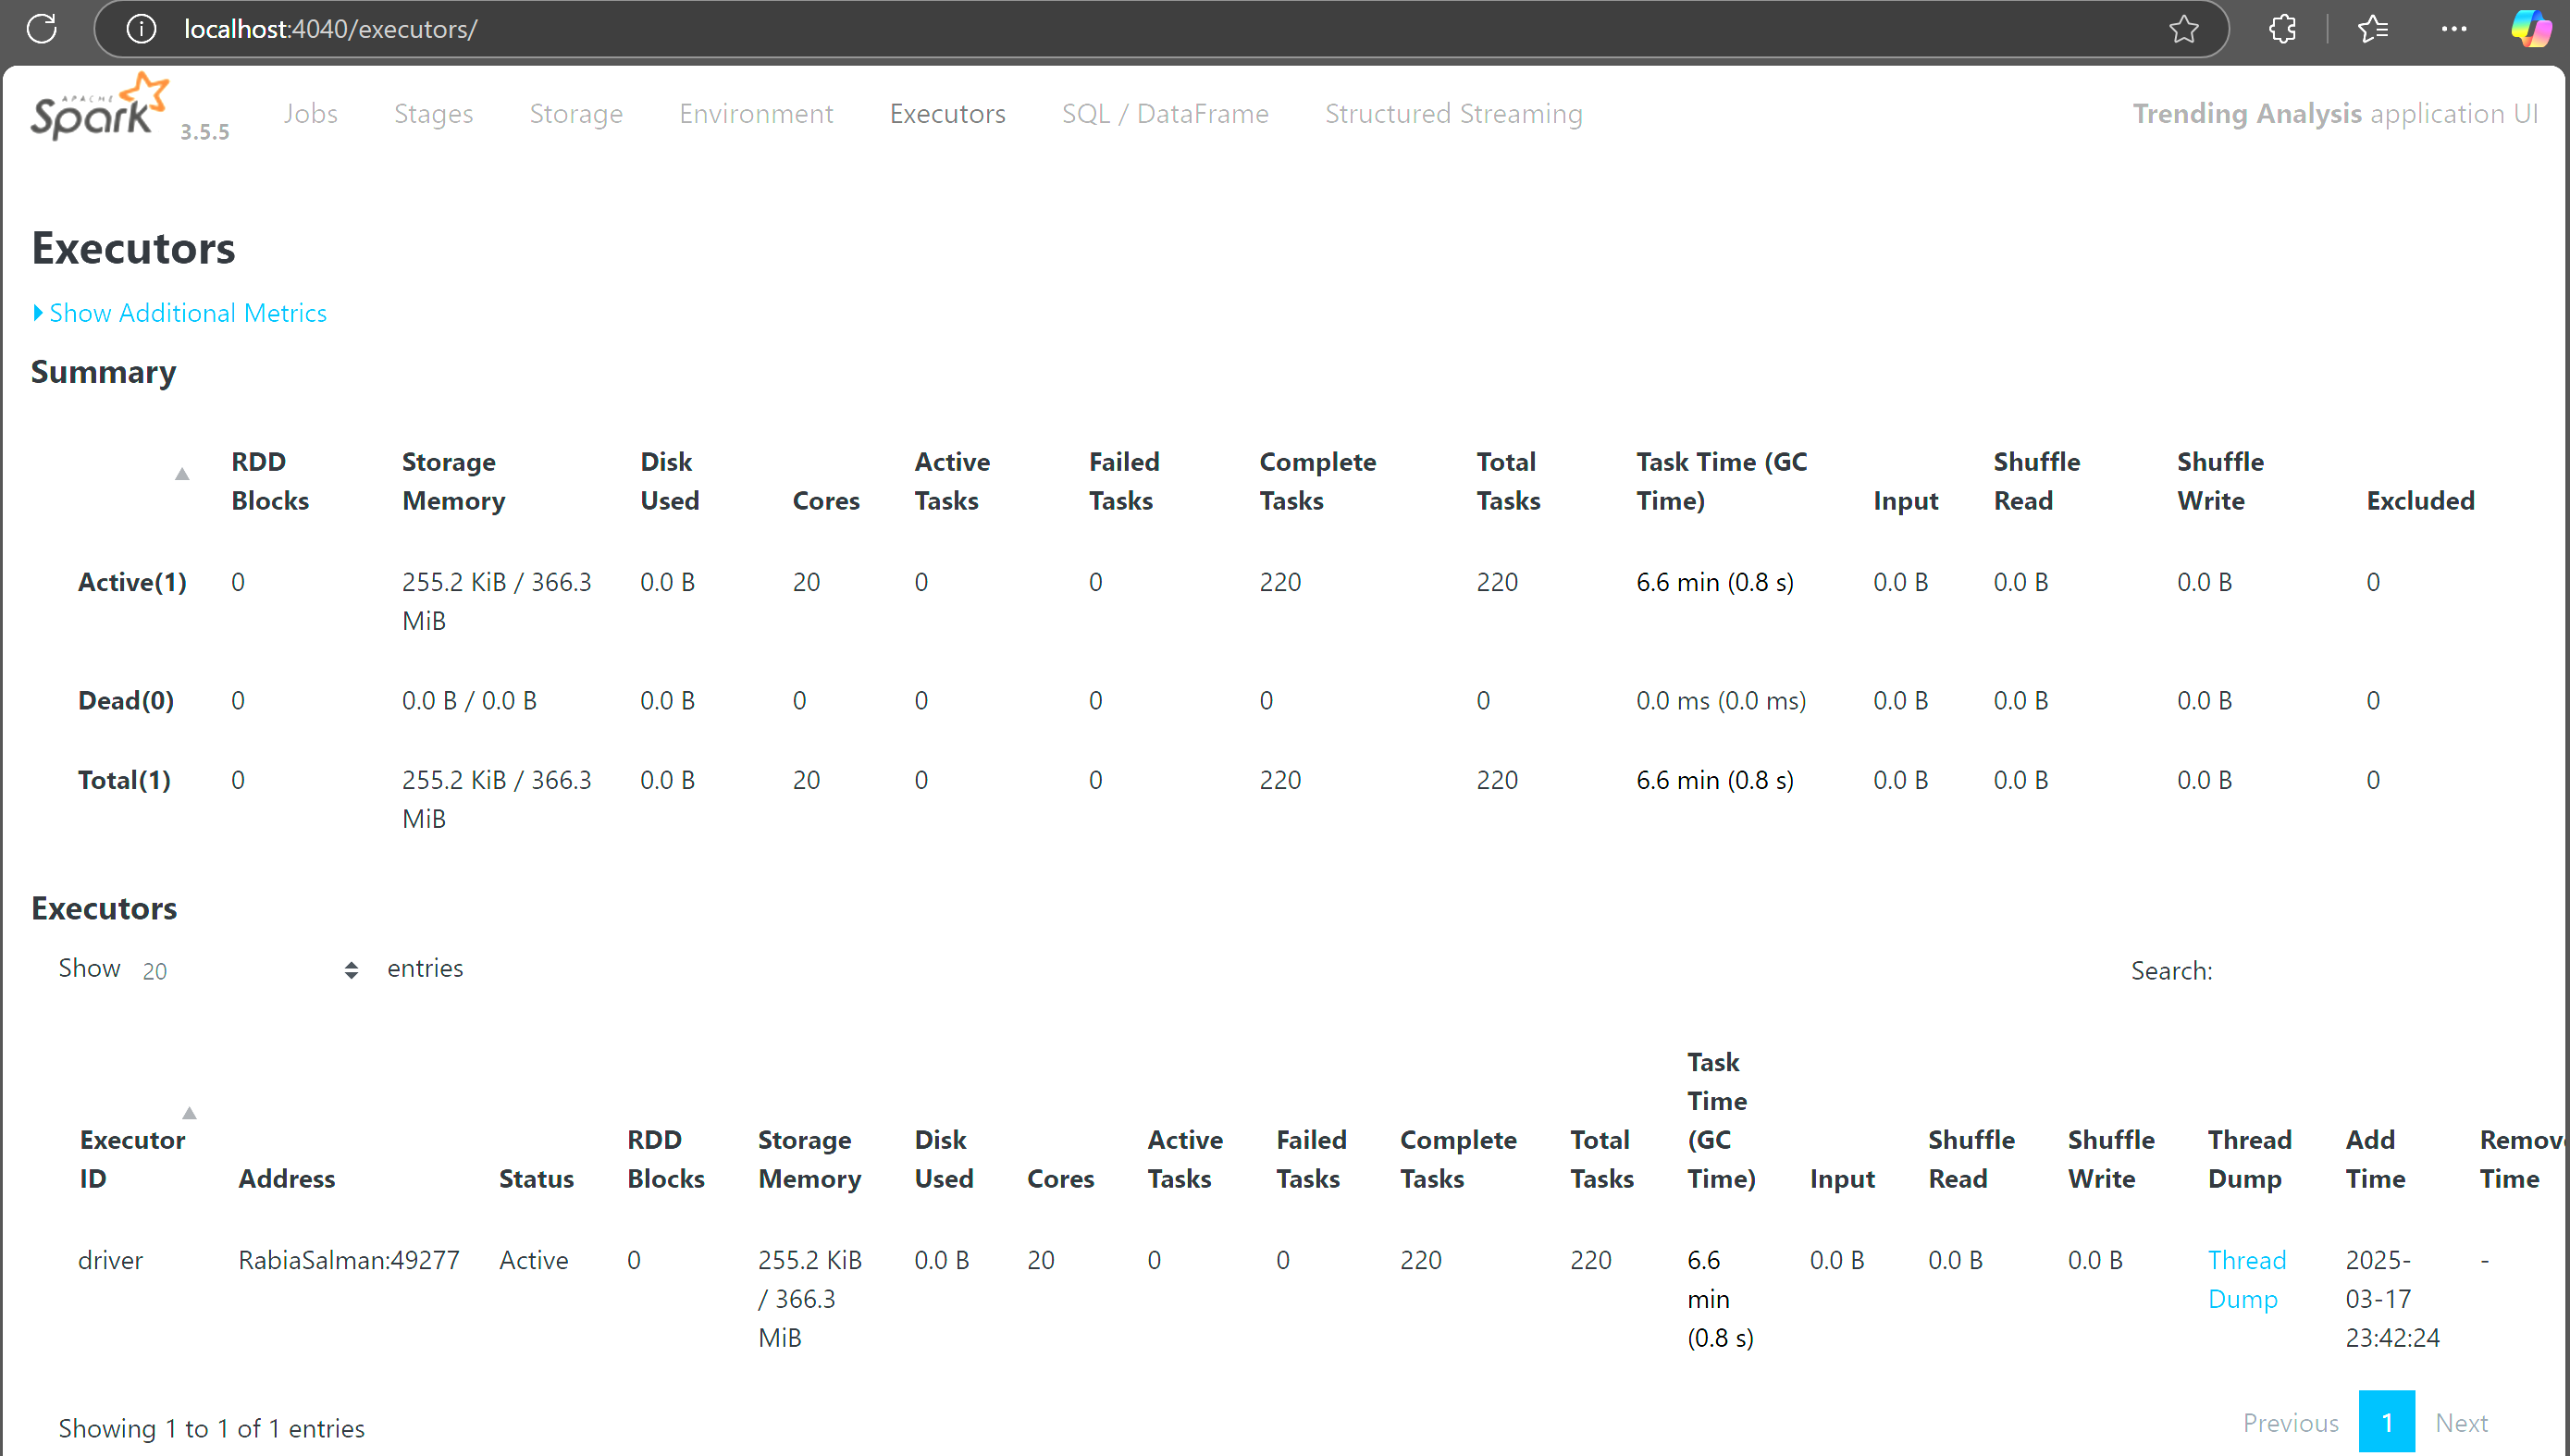 localhost:4040/executors/
APACHE Spark 3.5.5 Jobs Stages Storage Environment Executors SQL / DataFrame Structured Streaming Trending Analysis application UI
Executors
Show Additional Metrics
Summary
RDD Blocks Storage Memory Disk Used Cores Active Tasks Failed Tasks Complete Tasks Total Tasks Task Time (GC Time) Input Shuffle Read Shuffle Write Excluded
Active(1) 0 255.2 KiB / 366.3 MiB 0.0 B 20 0 0 220 220 6.6 min (0.8 s) 0.0 B 0.0 B 0.0 B 0
Dead(0) 0 0.0 B / 0.0 B 0.0 B 0 0 0 0 0 0.0 ms (0.0 ms) 0.0 B 0.0 B 0.0 B 0
Total(1) 0 255.2 KiB / 366.3 MiB 0.0 B 20 0 0 220 220 6.6 min (0.8 s) 0.0 B 0.0 B 0.0 B 0
Executors
Show 20 entries Search:
Executor ID Address Status RDD Blocks Storage Memory Disk Used Cores Active Tasks Failed Tasks Complete Tasks Total Tasks Task Time (GC Time) Input Shuffle Read Shuffle Write Thread Dump Add Time Remove Time
driver RabiaSalman:49277 Active 0 255.2 KiB / 366.3 MiB 0.0 B 20 0 0 220 220 6.6 min (0.8 s) 0.0 B 0.0 B 0.0 B Thread Dump 2025-03-17 23:42:24 -
Showing 1 to 1 of 1 entries Previous 1 Next